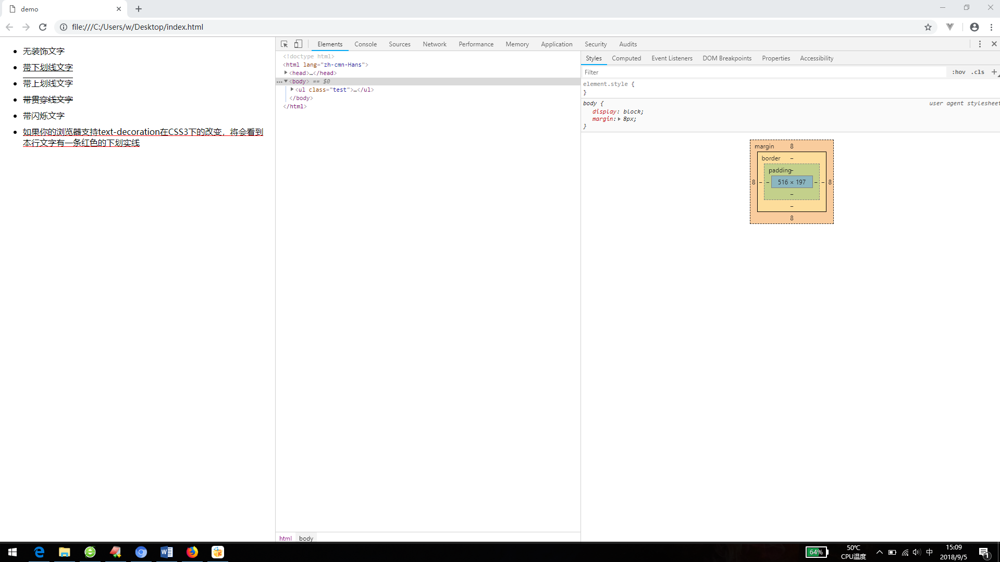 demo
file:///C:/Users/w/Desktop/index.html
无装饰文字
带下划线文字
带上划线文字
带贯穿线文字
带闪烁文字
如果你的浏览器支持text-decoration在CSS3下的改变，将会看到
本行文字有一条红色的下划实线
Elements Console Sources Network Performance Memory Application Security Audits
<!doctype html>
<html lang="zh-cmn-Hans">
<head>…</head>
<body> == $0
<ul class="test">…</ul>
</body>
</html>
html body
Styles Computed Event Listeners DOM Breakpoints Properties Accessibility
Filter :hov .cls +
element.style {
}
body { user agent stylesheet
display: block;
margin: 8px;
}
margin 8
border –
padding –
8 – – 516 × 197 – – 8
–
–
8
64% 50℃ 中 15:09
CPU温度 2018/9/5 1